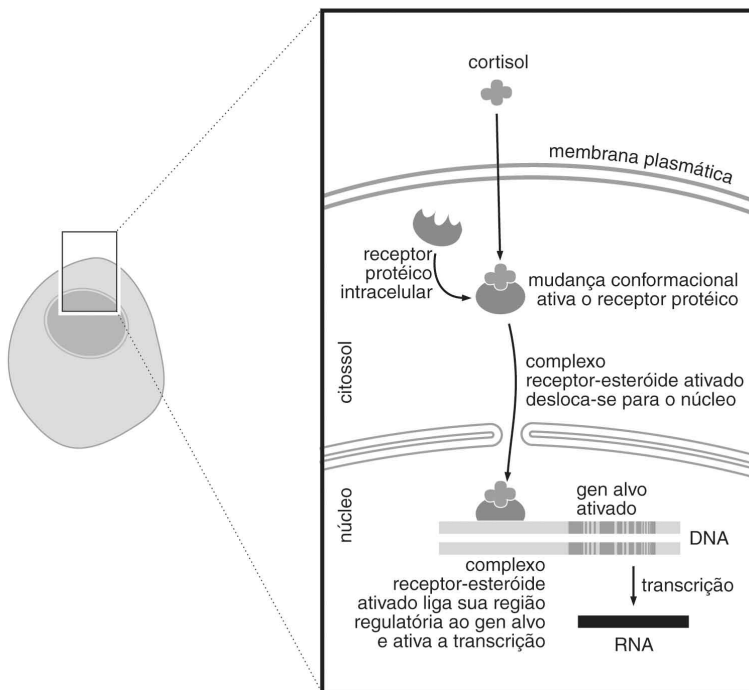 cortisol
membrana plasmática
receptor
protéico
intracelular
mudança conformacional
ativa o receptor protéico
citossol
complexo
receptor-esteróide ativado
desloca-se para o núcleo
núcleo
gen alvo
ativado
DNA
complexo
receptor-esteróide
ativado liga sua região
regulatória ao gen alvo
e ativa a transcrição
transcrição
RNA